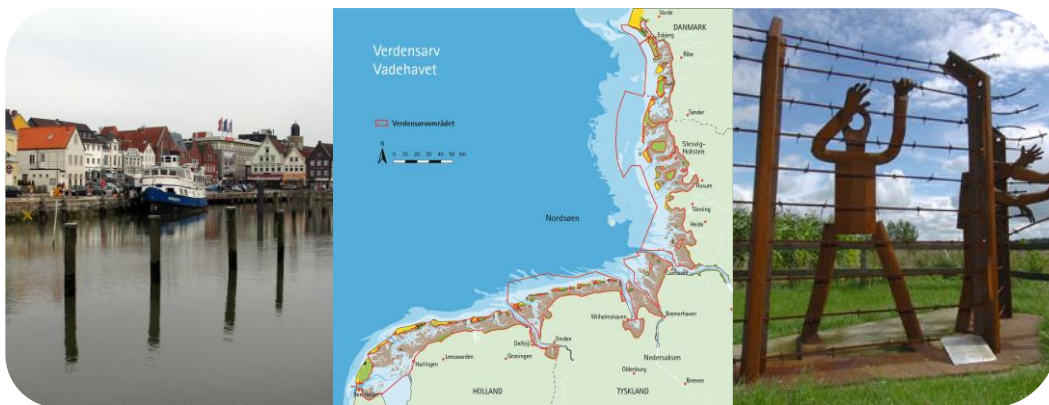 Verdensarv
Vadehavet
Verdensarvområdet
N
0 10 20 30 40 50 km
Varde
DANMARK
Esbjerg
Ribe
Tønder
Slesvig-
Holsten
Husum
Tönning
Heide
Nordsøen
Cuxhaven
Wilhelmshaven
Bremerhaven
Delfzijl
Emden
Harlingen
Leeuwarden
Groningen
Nedersaksen
Oldenburg
Bremen
Den Helder
HOLLAND
TYSKLAND